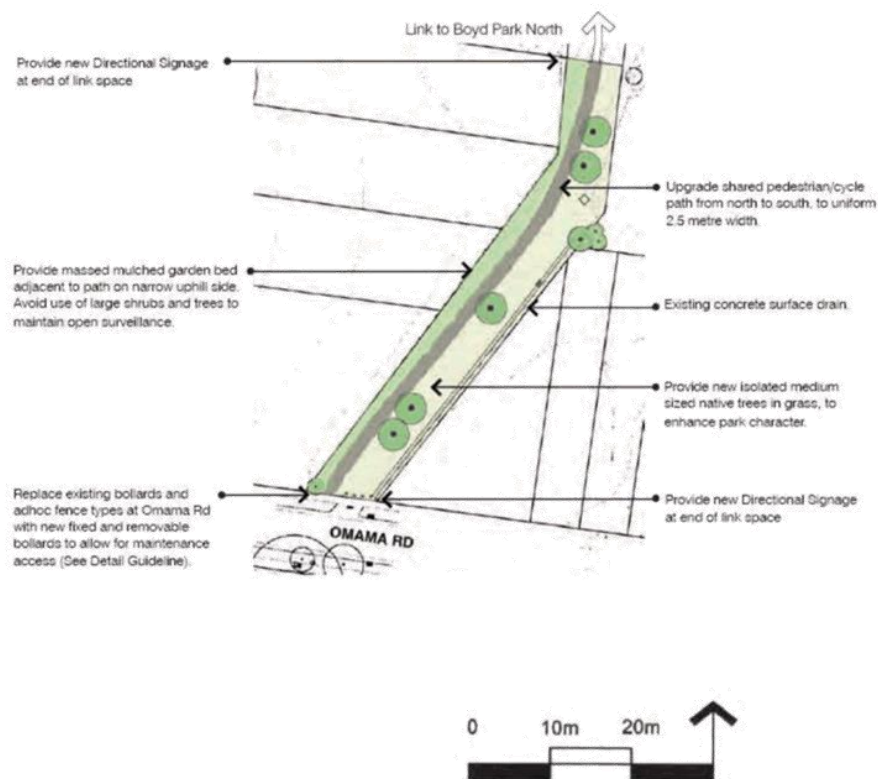 Link to Boyd Park North
Provide new Directional Signage
at end of link space
Upgrade shared pedestrian/cycle
path from north to south, to uniform
2.5 metre width.
Provide massed mulched garden bed
adjacent to path on narrow uphill side.
Avoid use of large shrubs and trees to
maintain open surveillance.
Existing concrete surface drain.
Provide new isolated medium
sized native trees in grass, to
enhance park character.
Replace existing bollards and
adhoc fence types at Omama Rd
with new fixed and removable
bollards to allow for maintenance
access (See Detail Guideline).
Provide new Directional Signage
at end of link space
OMAMA RD
0 10m 20m